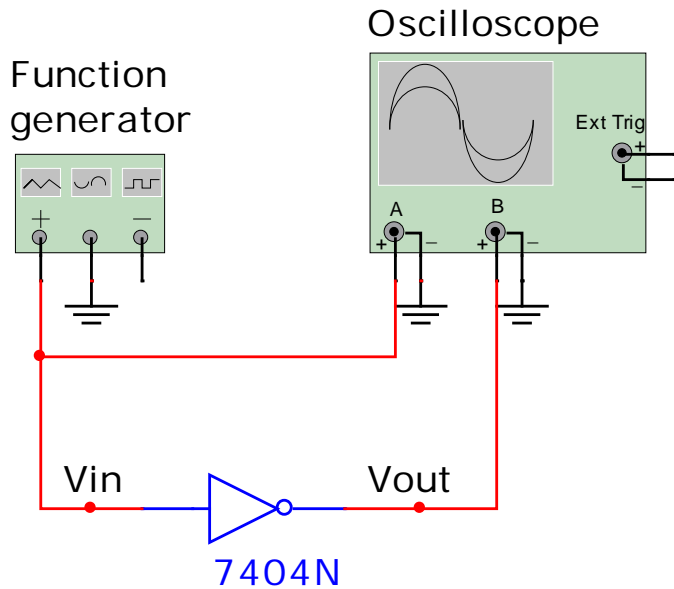 Oscilloscope
Function
generator
Ext Trig
+
−
+
−
A
B
+
−
+
−
Vin
Vout
7404N